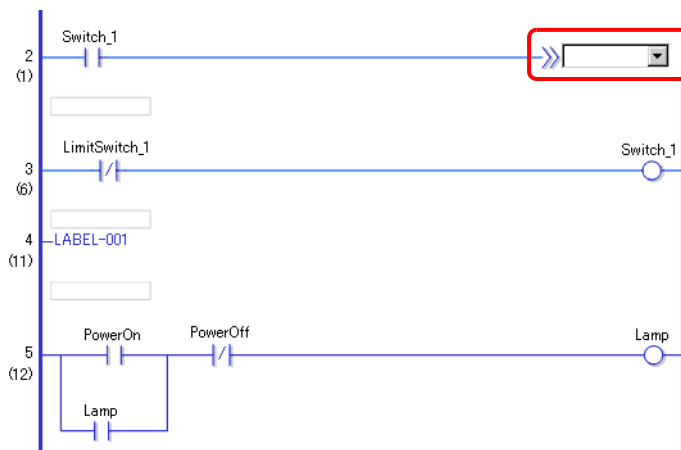 Switch_1
2
(1)
LimitSwitch_1
Switch_1
3
(6)
4
LABEL-001
(11)
PowerOn
PowerOff
Lamp
5
(12)
Lamp